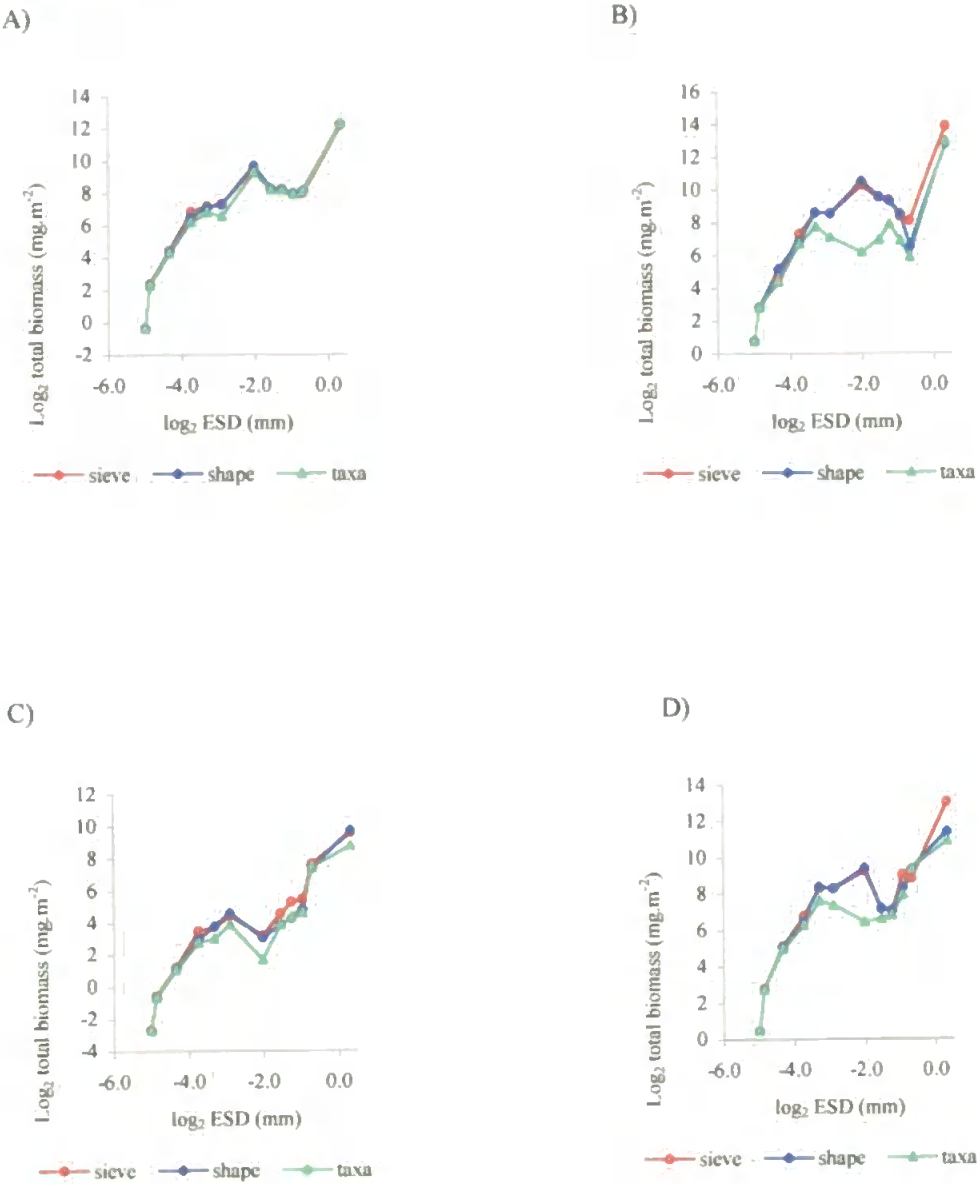 A)
Log₂ total biomass (mg.m⁻²)
14
12
10
8
6
4
2
0
-2
-6.0 -4.0 -2.0 0.0
log₂ ESD (mm)
sieve shape taxa
B)
Log₂ total biomass (mg.m⁻²)
16
14
12
10
8
6
4
2
0
-6.0 -4.0 -2.0 0.0
log₂ ESD (mm)
sieve shape taxa
C)
Log₂ total biomass (mg.m⁻²)
12
10
8
6
4
2
0
-2
-4
-6.0 -4.0 -2.0 0.0
log₂ ESD (mm)
sieve shape taxa
D)
Log₂ total biomass (mg.m⁻²)
14
12
10
8
6
4
2
0
-6.0 -4.0 -2.0 0.0
log₂ ESD (mm)
sieve shape taxa